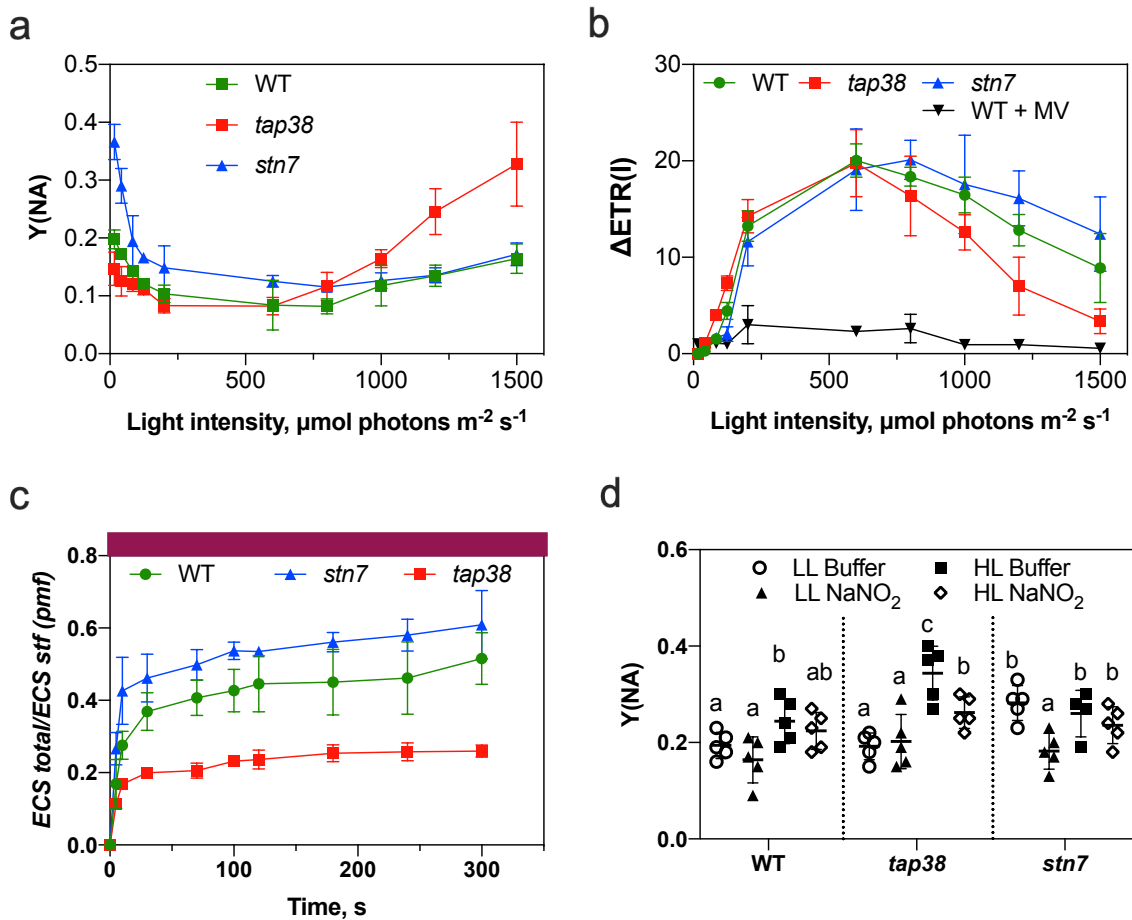 a
0.5
0.4
0.3
0.2
0.1
0.0
Y(NA)
WT
tap38
stn7
0
500
1000
1500
Light intensity, µmol photons m⁻² s⁻¹
b
30
20
10
0
ΔETR(I)
WT
tap38
stn7
WT + MV
0
500
1000
1500
Light intensity, µmol photons m⁻² s⁻¹
c
0.8
0.6
0.4
0.2
0.0
ECS total/ECS stf (pmf)
WT
stn7
tap38
0
100
200
300
Time, s
d
0.6
0.4
0.2
0.0
Y(NA)
LL Buffer
HL Buffer
LL NaNO₂
HL NaNO₂
a
a
b
ab
a
a
c
b
b
a
b
b
WT
tap38
stn7